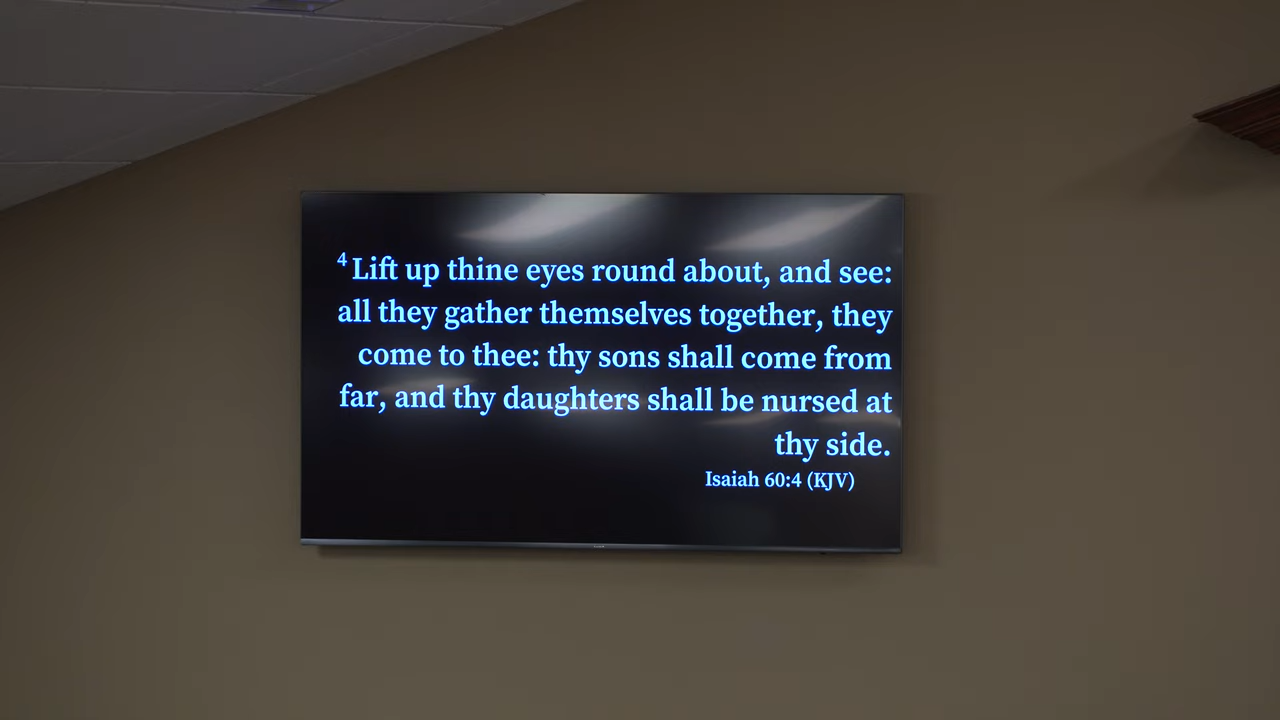 4 Lift up thine eyes round about, and see:
all they gather themselves together, they
come to thee: thy sons shall come from
far, and thy daughters shall be nursed at
thy side.
Isaiah 60:4 (KJV)